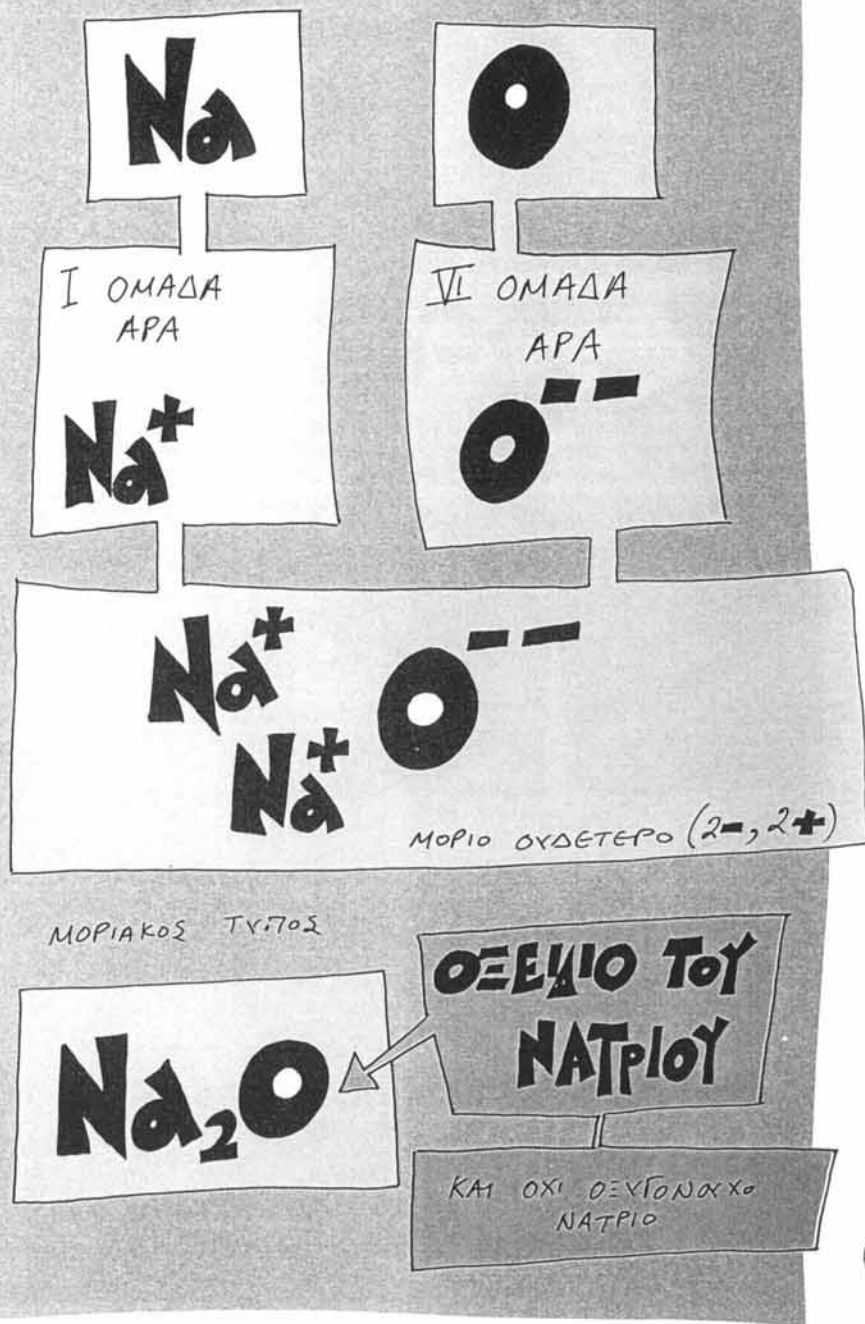 Na
O
I ΟΜΑΔΑ
ΑΡΑ
Na⁺
VI ΟΜΑΔΑ
ΑΡΑ
O⁻⁻
Na⁺
Na⁺
O⁻⁻
ΜΟΡΙΟ ΟΥΔΕΤΕΡΟ (2-, 2+)
ΜΟΡΙΑΚΟΣ ΤΥΠΟΣ
Na₂O
ΟΞΕΙΔΙΟ ΤΟΥ
ΝΑΤΡΙΟΥ
ΚΑΙ ΟΧΙ ΟΞΥΓΟΝΟΥΧΟ
ΝΑΤΡΙΟ